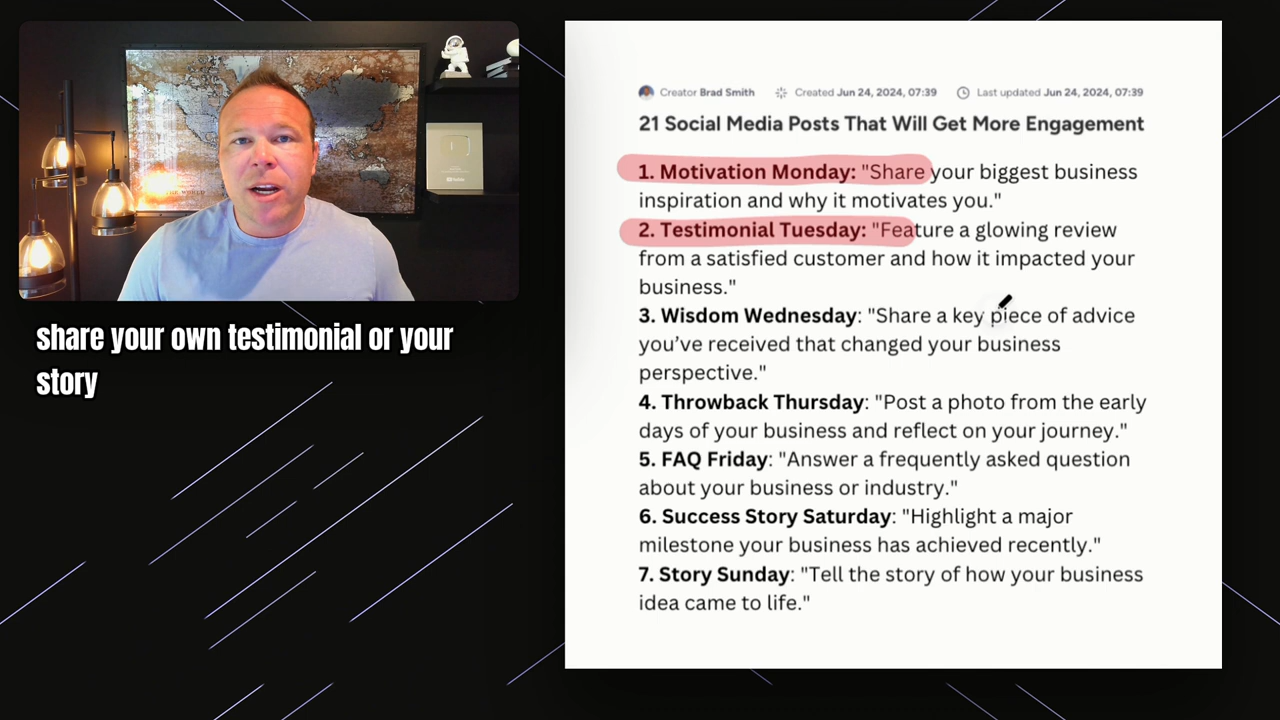 share your own testimonial or your
story
Creator Brad Smith Created Jun 24, 2024, 07:39 Last updated Jun 24, 2024, 07:39
21 Social Media Posts That Will Get More Engagement
1. Motivation Monday: "Share your biggest business
inspiration and why it motivates you."
2. Testimonial Tuesday: "Feature a glowing review
from a satisfied customer and how it impacted your
business."
3. Wisdom Wednesday: "Share a key piece of advice
you’ve received that changed your business
perspective."
4. Throwback Thursday: "Post a photo from the early
days of your business and reflect on your journey."
5. FAQ Friday: "Answer a frequently asked question
about your business or industry."
6. Success Story Saturday: "Highlight a major
milestone your business has achieved recently."
7. Story Sunday: "Tell the story of how your business
idea came to life."